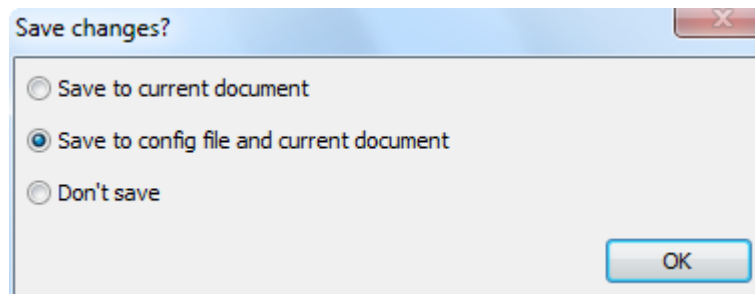 Save changes?
Save to current document
Save to config file and current document
Don't save
OK